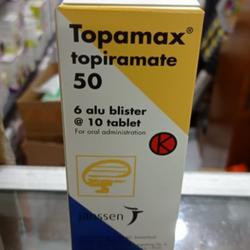 Topamax®
topiramate
50
6 alu blister
@ 10 tablet
For oral administration
K
janssen